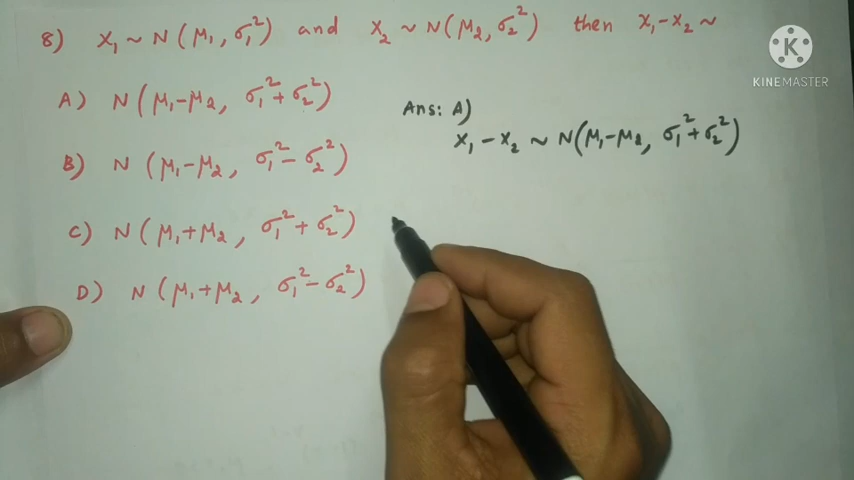 8) X₁ ~ N(μ₁, σ₁²) and X₂ ~ N(μ₂, σ₂²) then X₁-X₂ ~
A) N(μ₁-μ₂, σ₁²+σ₂²)
B) N(μ₁-μ₂, σ₁²-σ₂²)
C) N(μ₁+μ₂, σ₁²+σ₂²)
D) N(μ₁+μ₂, σ₁²-σ₂²)
Ans: A)
X₁-X₂ ~ N(μ₁-μ₂, σ₁²+σ₂²)
K
KINEMASTER